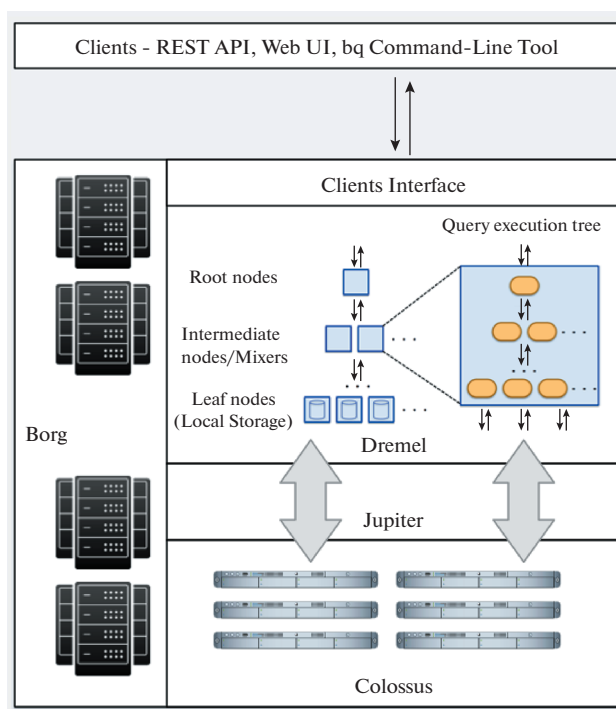 Clients - REST API, Web UI, bq Command-Line Tool
Clients Interface
Query execution tree
Root nodes
Intermediate
nodes/Mixers
Leaf nodes
(Local Storage)
Dremel
Borg
Jupiter
Colossus